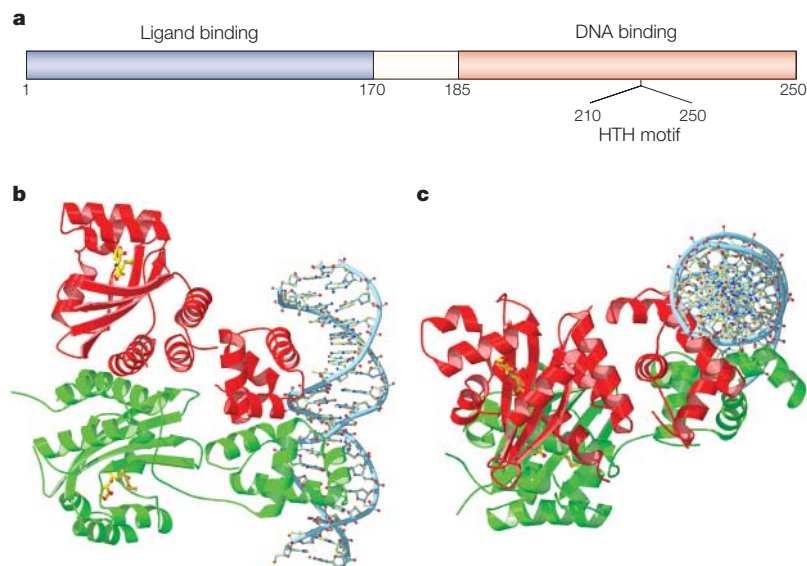 a
Ligand binding DNA binding
1 170 185 250
210 250
HTH motif
b c